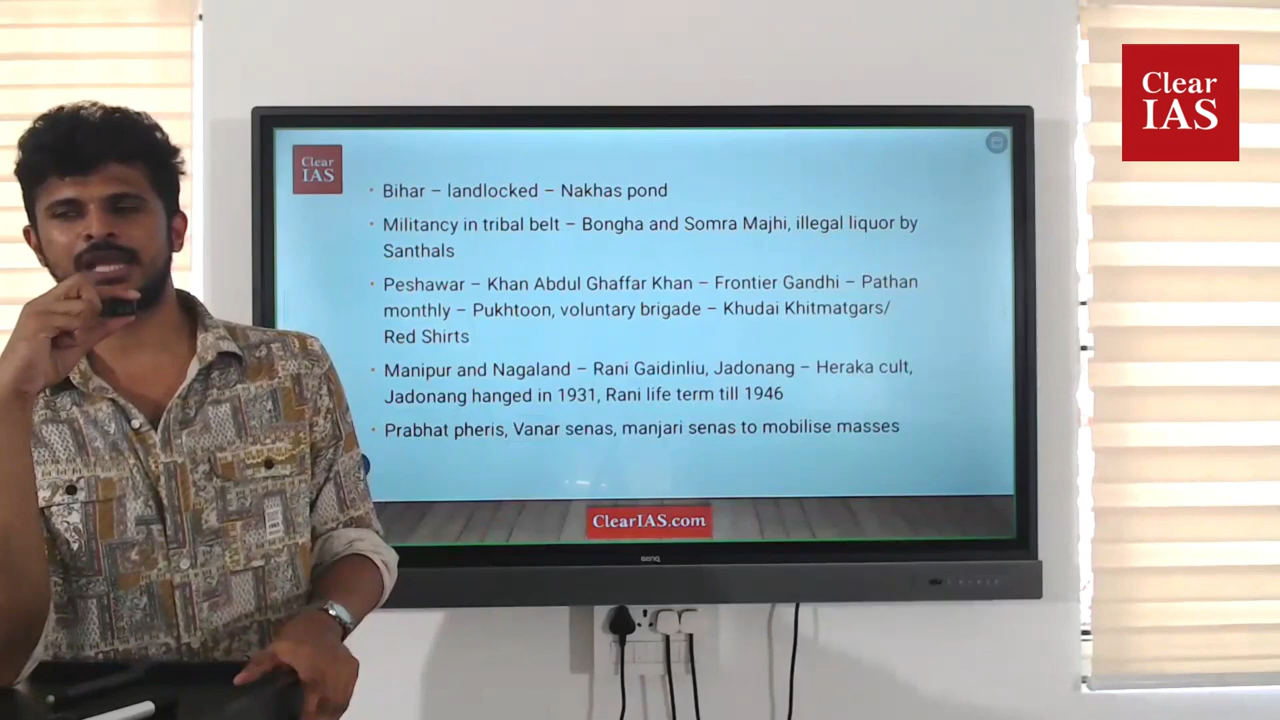 Clear
IAS
Clear
IAS
Bihar – landlocked – Nakhas pond
Militancy in tribal belt – Bongha and Somra Majhi, illegal liquor by
Santhals
Peshawar – Khan Abdul Ghaffar Khan – Frontier Gandhi – Pathan
monthly – Pukhtoon, voluntary brigade – Khudai Khitmatgars/
Red Shirts
Manipur and Nagaland – Rani Gaidinliu, Jadonang – Heraka cult,
Jadonang hanged in 1931, Rani life term till 1946
Prabhat pheris, Vanar senas, manjari senas to mobilise masses
ClearIAS.com
BenQ